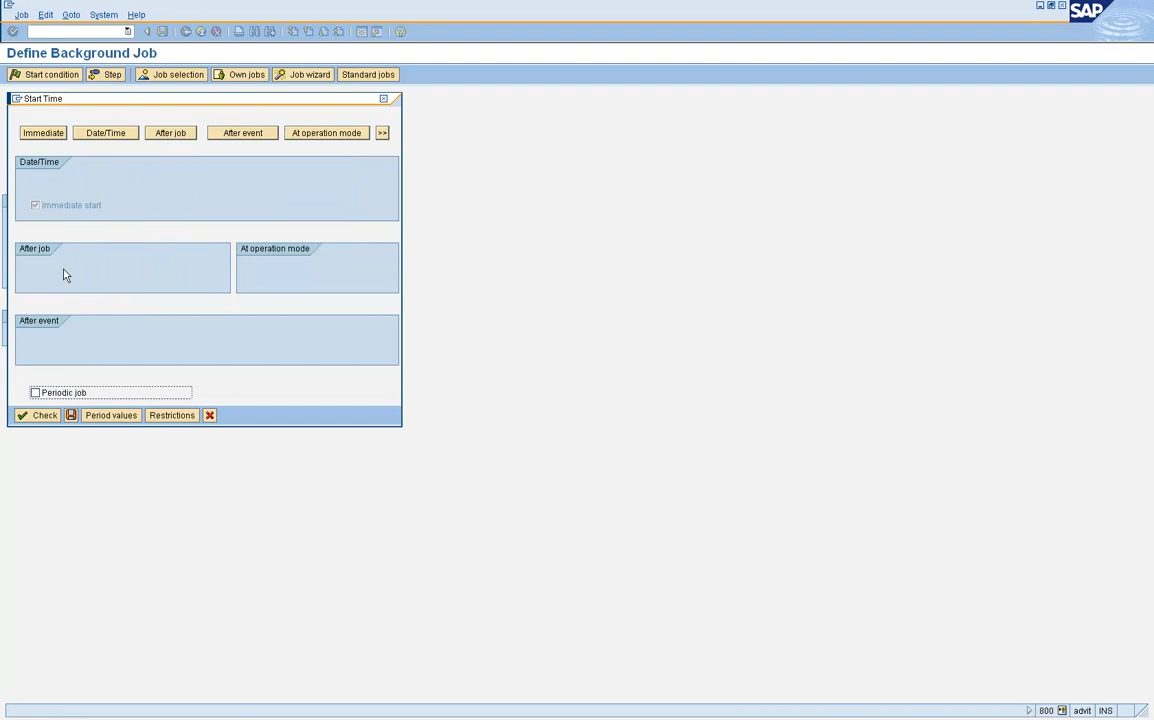 Job Edit Goto System Help
SAP
Define Background Job
Start condition Step Job selection Own jobs Job wizard Standard jobs
Start Time
Immediate Date/Time After job After event At operation mode >>
Date/Time
Immediate start
After job At operation mode
After event
Periodic job
Check Period values Restrictions
800 advit INS